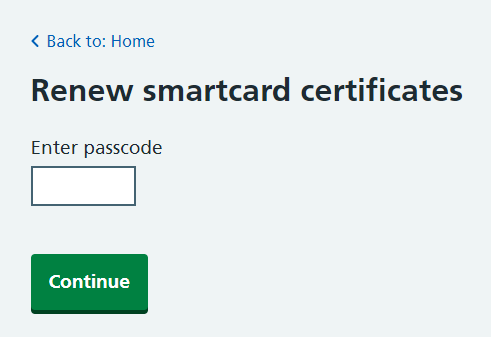 Back to: Home
Renew smartcard certificates
Enter passcode
Continue